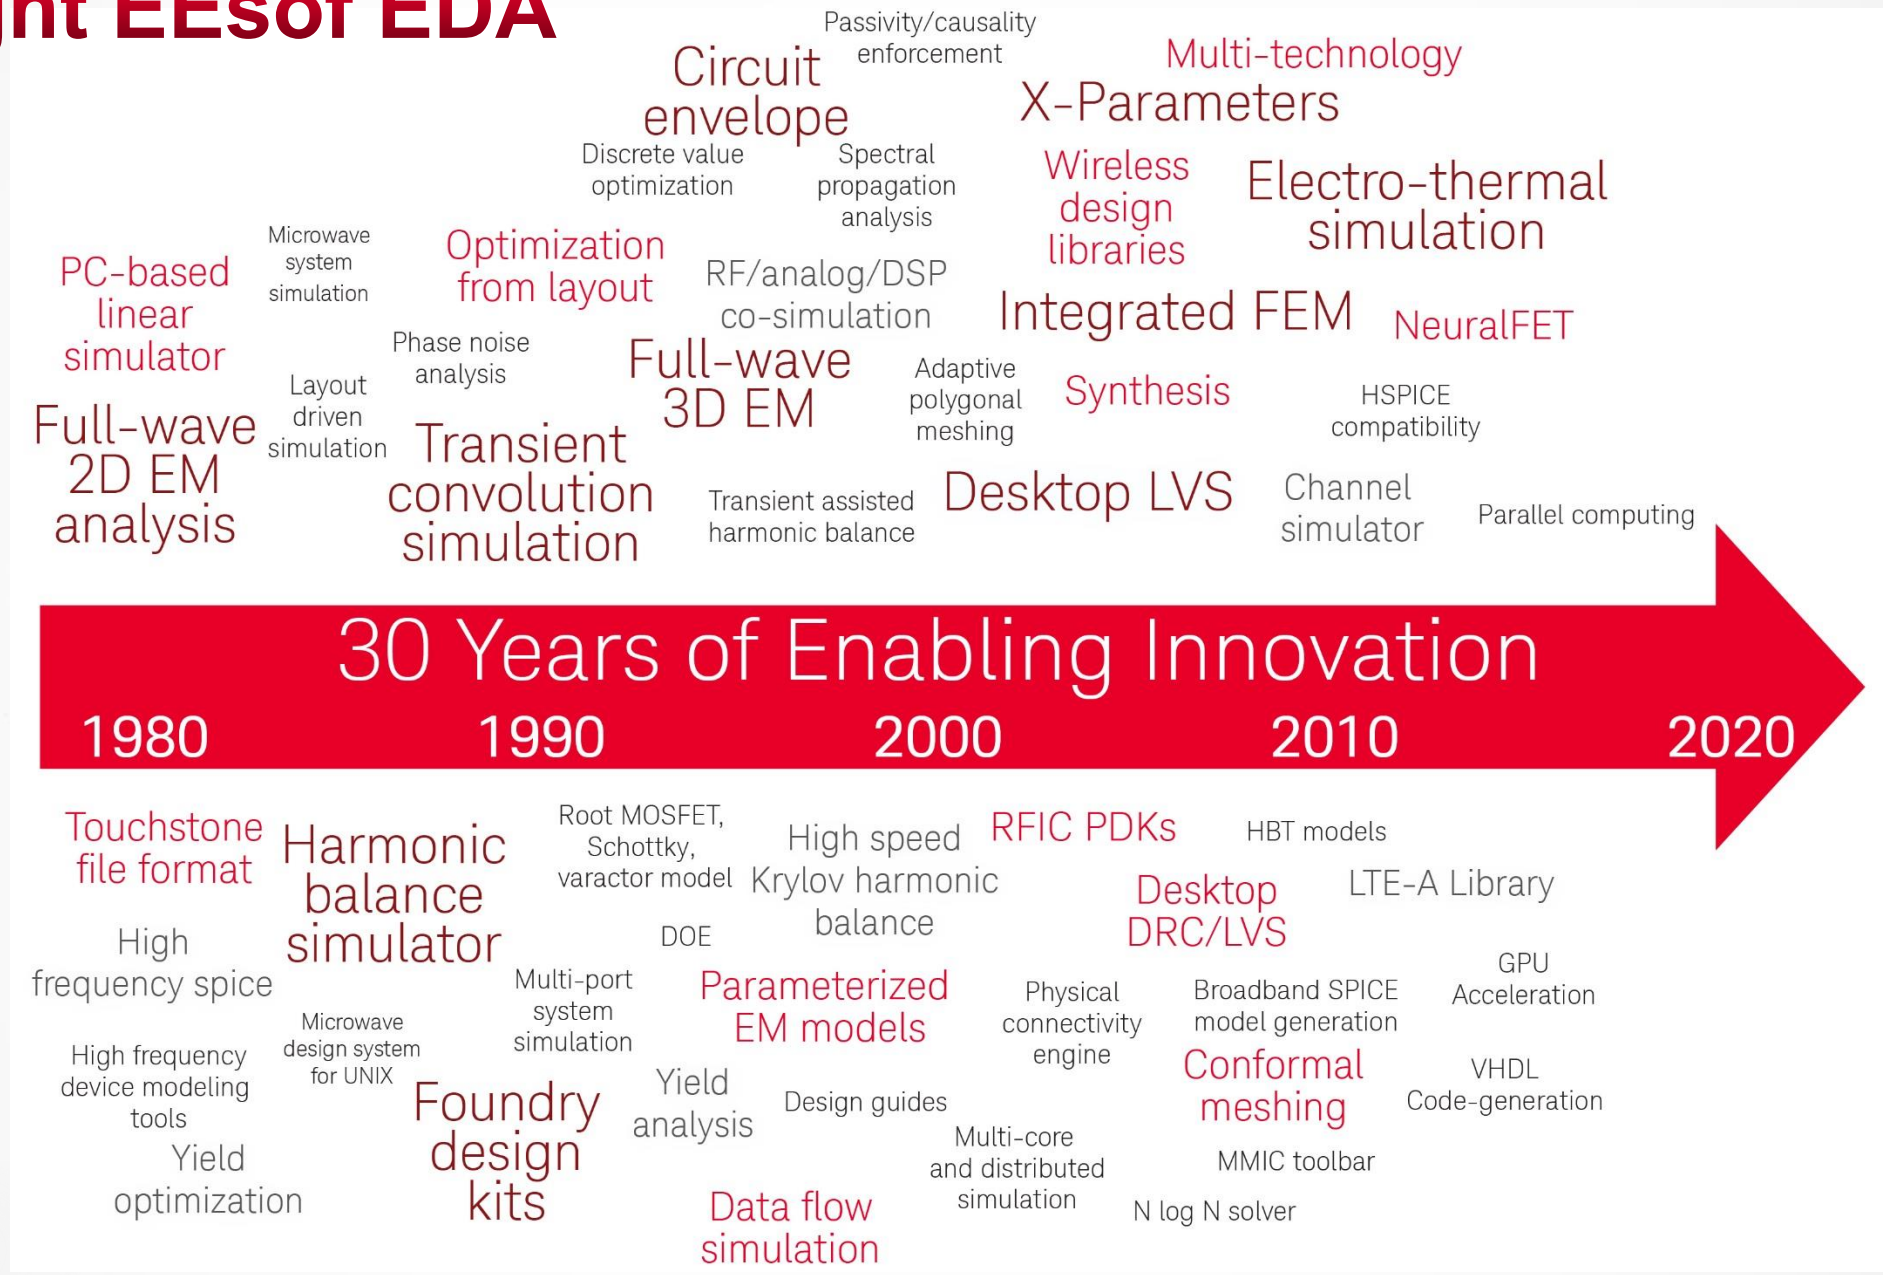 ght EEsof EDA
Passivity/causality
enforcement
Circuit
envelope
Multi-technology
X-Parameters
Discrete value
optimization
Spectral
propagation
analysis
Wireless
design
libraries
Electro-thermal
simulation
Microwave
system
simulation
PC-based
linear
simulator
Optimization
from layout
RF/analog/DSP
co-simulation
Integrated FEM
NeuralFET
Phase noise
analysis
Full-wave
3D EM
Adaptive
polygonal
meshing
Synthesis
HSPICE
compatibility
Layout
driven
simulation
Full-wave
2D EM
analysis
Transient
convolution
simulation
Transient assisted
harmonic balance
Desktop LVS
Channel
simulator
Parallel computing
30 Years of Enabling Innovation
1980 1990 2000 2010 2020
Touchstone
file format
Harmonic
balance
simulator
Root MOSFET,
Schottky,
varactor model
High speed
Krylov harmonic
balance
RFIC PDKs
HBT models
Desktop
DRC/LVS
LTE-A Library
High
frequency spice
DOE
Multi-port
system
simulation
Parameterized
EM models
Physical
connectivity
engine
Broadband SPICE
model generation
GPU
Acceleration
Microwave
design system
for UNIX
High frequency
device modeling
tools
Foundry
design
kits
Yield
analysis
Design guides
Conformal
meshing
VHDL
Code-generation
Yield
optimization
Multi-core
and distributed
simulation
MMIC toolbar
Data flow
simulation
N log N solver